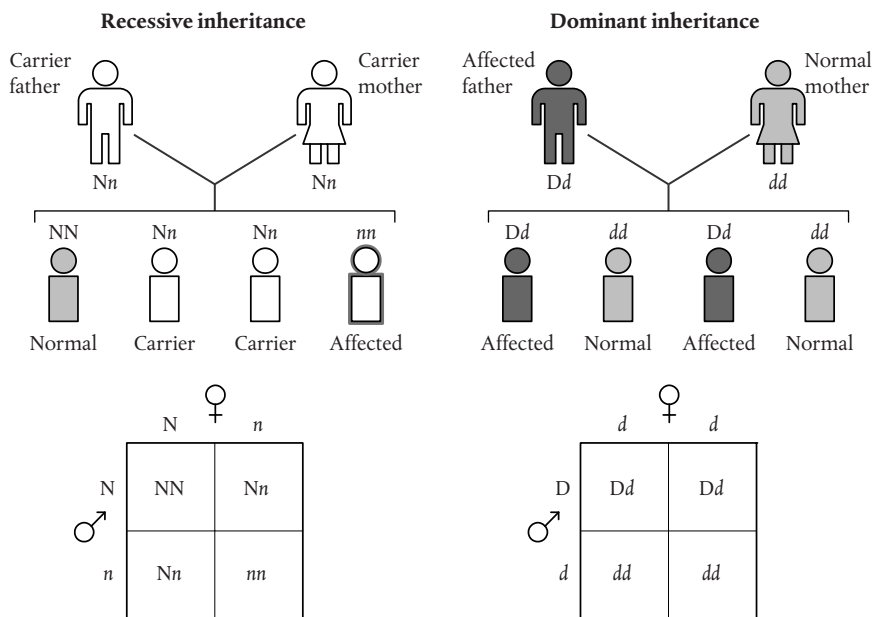 Recessive inheritance
Carrier father
Carrier mother
Nn
Nn
NN Nn Nn nn
Normal Carrier Carrier Affected
♀
N n
N NN Nn
♂
n Nn nn
Dominant inheritance
Affected father
Normal mother
Dd
dd
Dd dd Dd dd
Affected Normal Affected Normal
♀
d d
D Dd Dd
♂
d dd dd